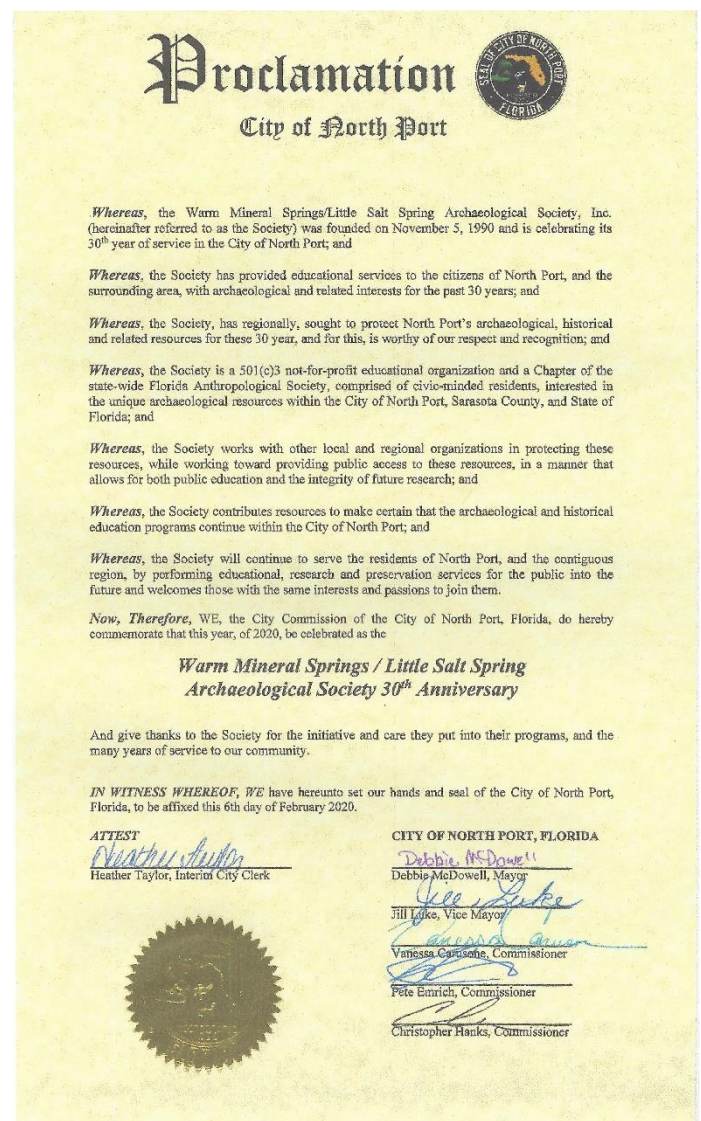 Proclamation
SEAL OF CITY OF NORTH PORT
FLORIDA
City of North Port
Whereas, the Warm Mineral Springs/Little Salt Spring Archaeological Society, Inc.
(hereinafter referred to as the Society) was founded on November 5, 1990 and is celebrating its
30th year of service in the City of North Port; and
Whereas, the Society has provided educational services to the citizens of North Port, and the
surrounding area, with archaeological and related interests for the past 30 years; and
Whereas, the Society, has regionally, sought to protect North Port's archaeological, historical
and related resources for these 30 year, and for this, is worthy of our respect and recognition; and
Whereas, the Society is a 501(c)3 not-for-profit educational organization and a Chapter of the
state-wide Florida Anthropological Society, comprised of civic-minded residents, interested in
the unique archaeological resources within the City of North Port, Sarasota County, and State of
Florida; and
Whereas, the Society works with other local and regional organizations in protecting these
resources, while working toward providing public access to these resources, in a manner that
allows for both public education and the integrity of future research; and
Whereas, the Society contributes resources to make certain that the archaeological and historical
education programs continue within the City of North Port; and
Whereas, the Society will continue to serve the residents of North Port, and the contiguous
region, by performing educational, research and preservation services for the public into the
future and welcomes those with the same interests and passions to join them.
Now, Therefore, WE, the City Commission of the City of North Port, Florida, do hereby
commemorate that this year, of 2020, be celebrated as the
Warm Mineral Springs / Little Salt Spring
Archaeological Society 30th Anniversary
And give thanks to the Society for the initiative and care they put into their programs, and the
many years of service to our community.
IN WITNESS WHEREOF, WE have hereunto set our hands and seal of the City of North Port,
Florida, to be affixed this 6th day of February 2020.
ATTEST
Heather Taylor
Heather Taylor, Interim City Clerk
CITY OF NORTH PORT, FLORIDA
Debbie McDowell
Debbie McDowell, Mayor
Jill Luke
Jill Luke, Vice Mayor
Vanessa Carusone
Vanessa Carusone, Commissioner
Pete Emrich, Commissioner
Christopher Hanks, Commissioner